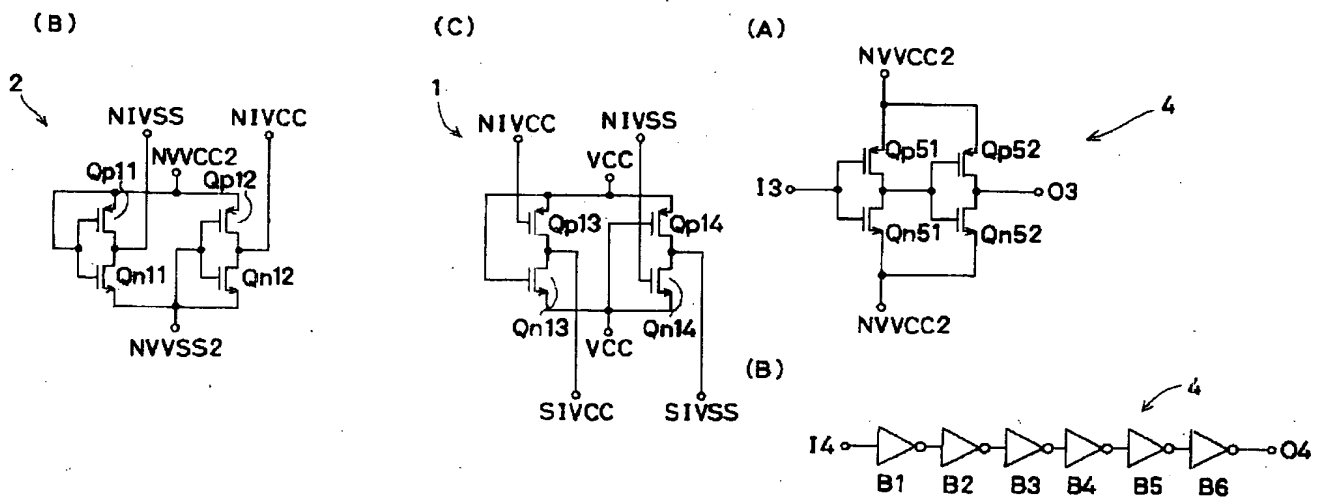 (B)
2
NIVSS
NIVCC
NVVCC2
Qp11
Qp12
Qn11
Qn12
NVVSS2
(C)
1
NIVCC
NIVSS
VCC
Qp13
Qp14
Qn13
Qn14
VCC
SIVCC
SIVSS
(A)
NVVCC2
4
Qp51
Qp52
I3
O3
Qn51
Qn52
NVVCC2
(B)
4
I4
O4
B1 B2 B3 B4 B5 B6